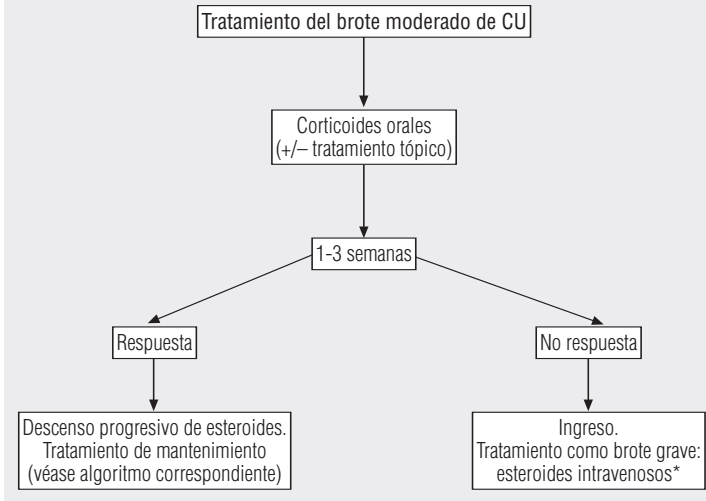 Tratamiento del brote moderado de CU
Corticoides orales
(+/– tratamiento tópico)
1-3 semanas
Respuesta
No respuesta
Descenso progresivo de esteroides.
Tratamiento de mantenimiento
(véase algoritmo correspondiente)
Ingreso.
Tratamiento como brote grave:
esteroides intravenosos*